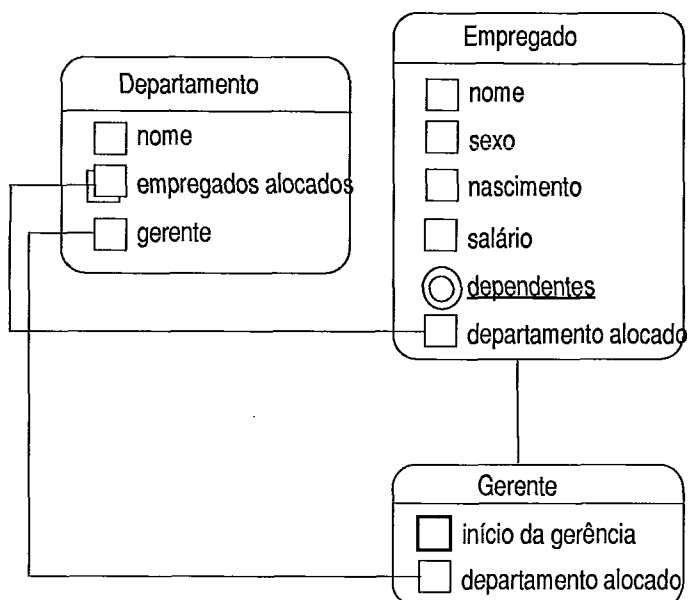 Departamento
nome
empregados alocados
gerente
Empregado
nome
sexo
nascimento
salário
dependentes
departamento alocado
Gerente
início da gerência
departamento alocado